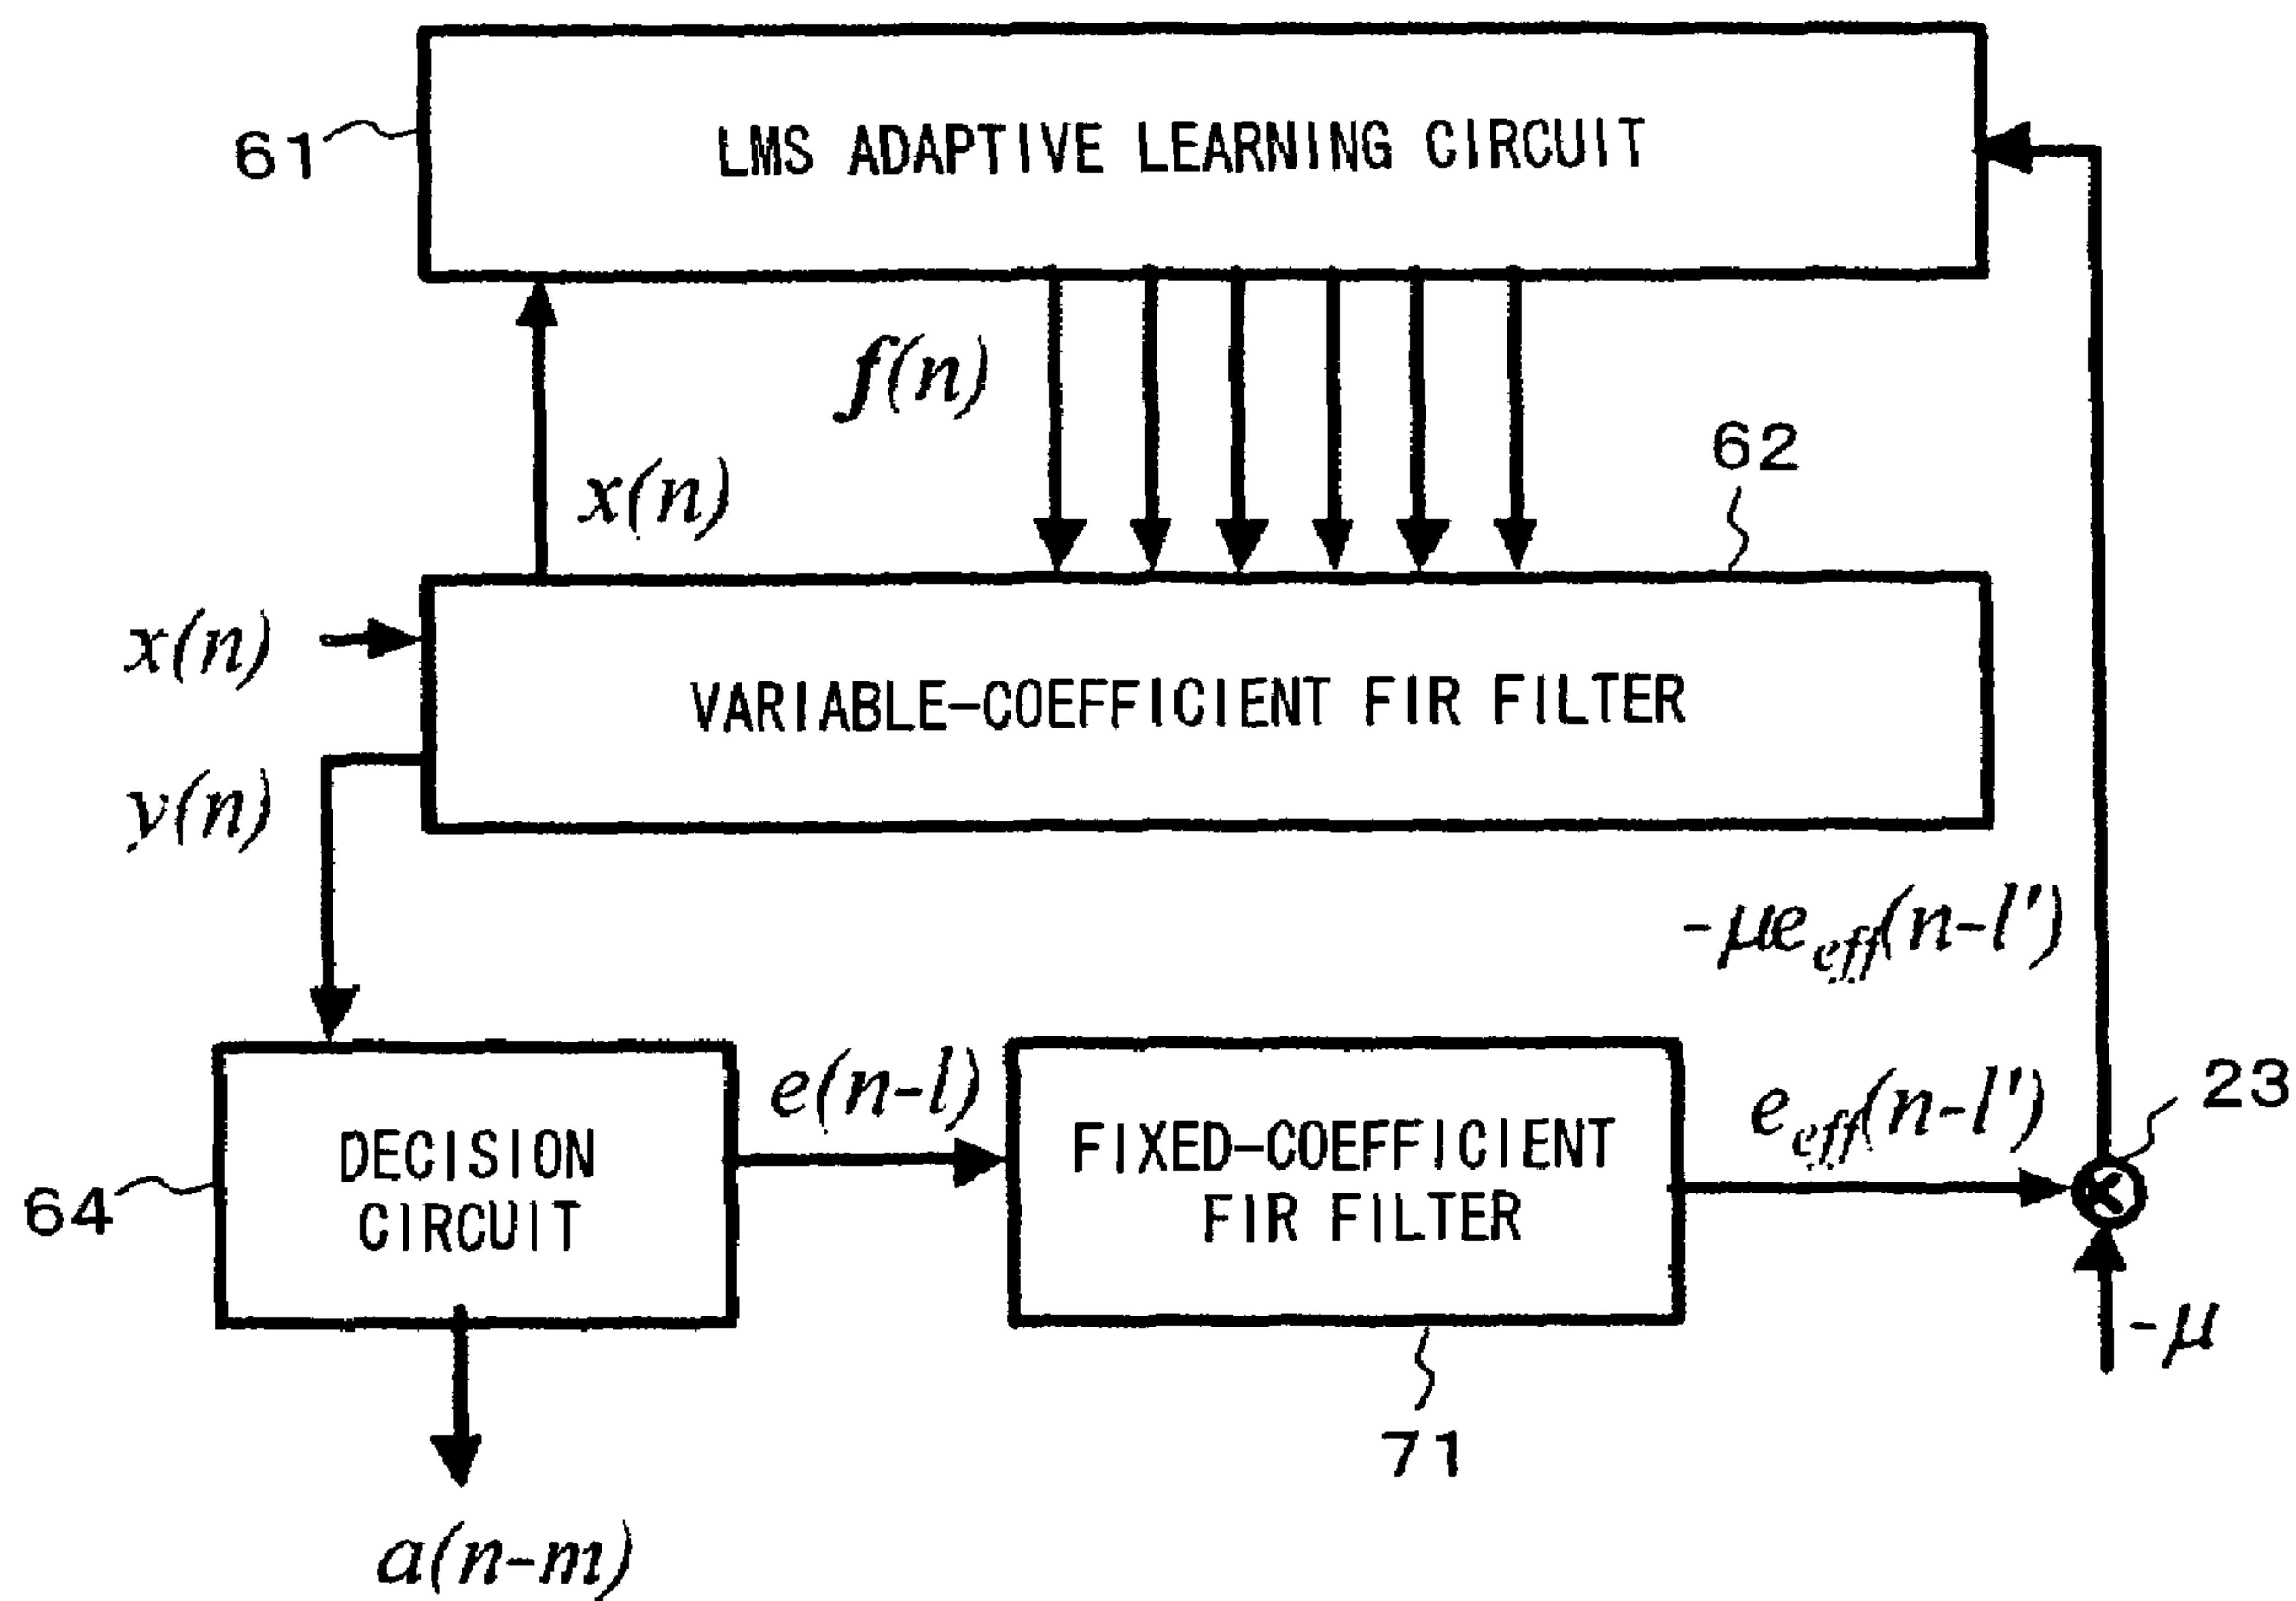 LMS ADAPTIVE LEARNING CIRCUIT
61
f(n)
x(n)
62
x(n)
VARIABLE-COEFFICIENT FIR FILTER
y(n)
-μe_eff(n-l')
e(n-l)
e_eff(n-l')
23
DECISION
CIRCUIT
FIXED-COEFFICIENT
FIR FILTER
64
-μ
71
a(n-m)